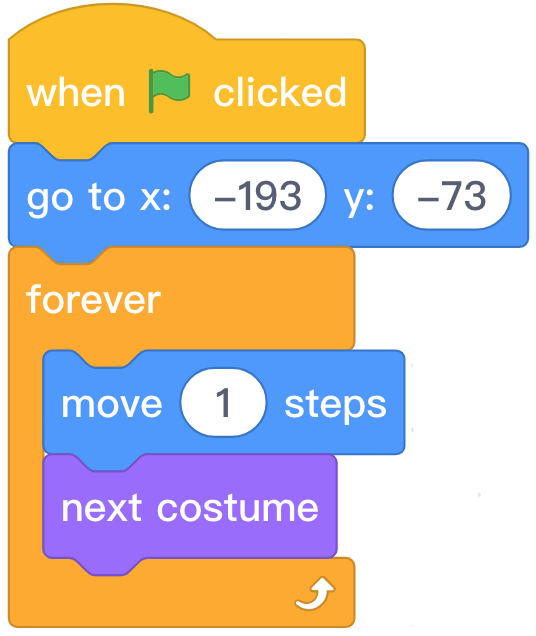 when clicked
go to x: –193 y: –73
forever
move 1 steps
next costume